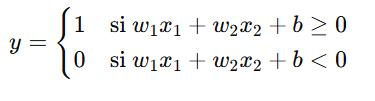 y = { 1 si w₁x₁ + w₂x₂ + b ≥ 0
0 si w₁x₁ + w₂x₂ + b < 0